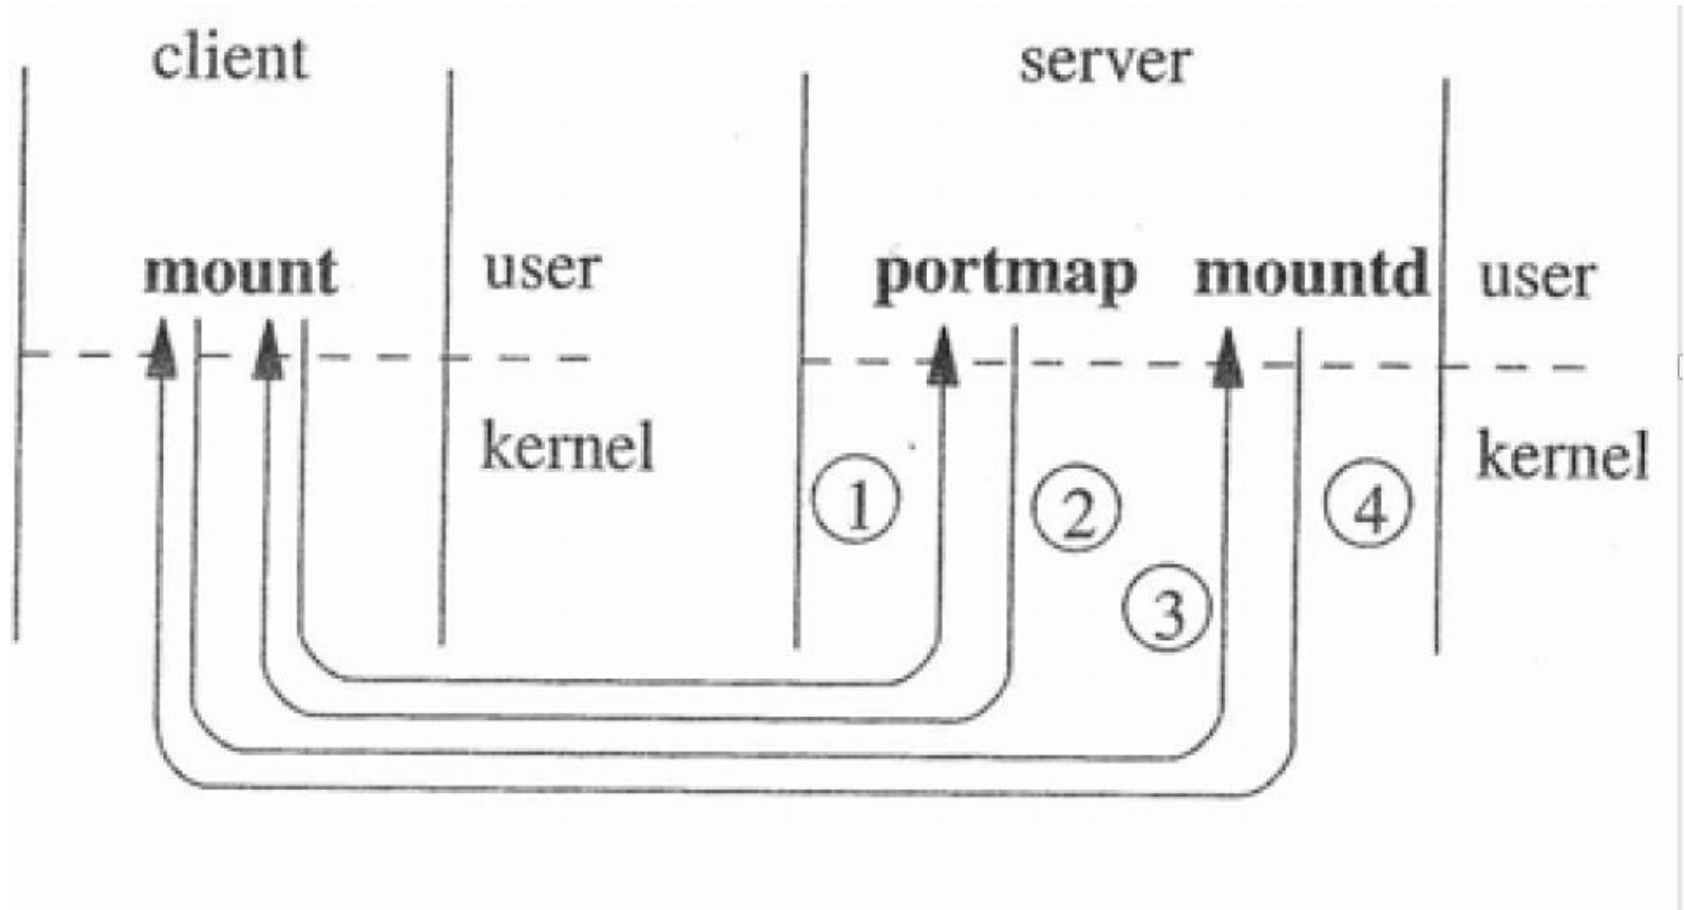 client server
mount user portmap mountd user
kernel kernel
1 2 4
3